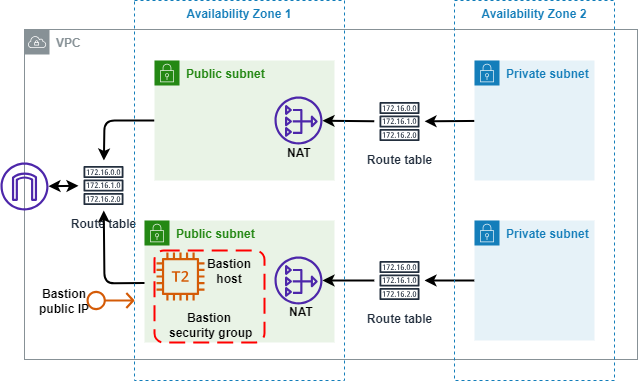 Availability Zone 1
Availability Zone 2
VPC
Public subnet
Private subnet
172.16.0.0
172.16.1.0
172.16.2.0
NAT
Route table
172.16.0.0
172.16.1.0
172.16.2.0
Route table
Public subnet
Private subnet
T2
Bastion
host
172.16.0.0
172.16.1.0
172.16.2.0
Bastion
public IP
NAT
Route table
Bastion
security group